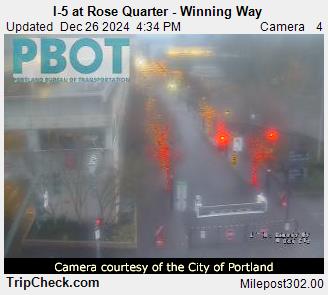 I-5 at Rose Quarter - Winning Way
Updated Dec 26 2024 4:34 PM Camera 4
PBOT
PORTLAND BUREAU OF TRANSPORTATION
Camera courtesy of the City of Portland
TripCheck.com Milepost302.00